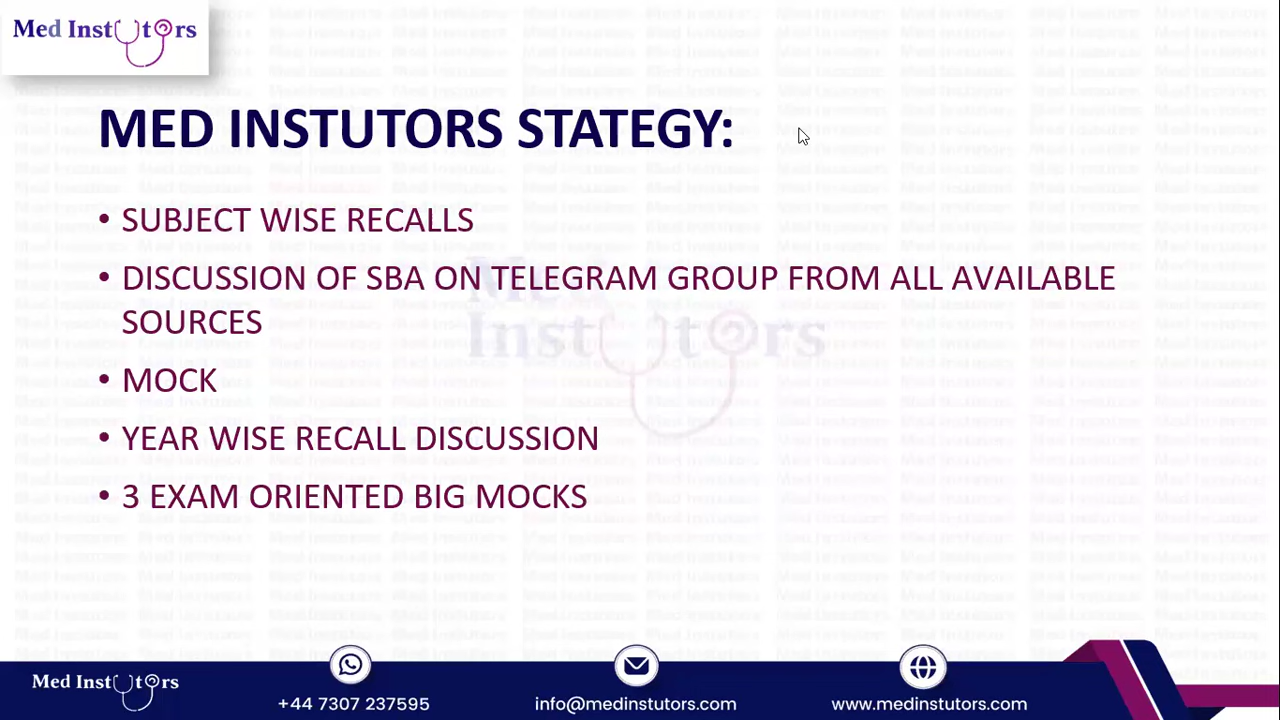 Med Instutors
MED INSTUTORS STATEGY:
• SUBJECT WISE RECALLS
• DISCUSSION OF SBA ON TELEGRAM GROUP FROM ALL AVAILABLE
SOURCES
• MOCK
• YEAR WISE RECALL DISCUSSION
• 3 EXAM ORIENTED BIG MOCKS
Med
Instutors
Med Instutors
+44 7307 237595
info@medinstutors.com
www.medinstutors.com